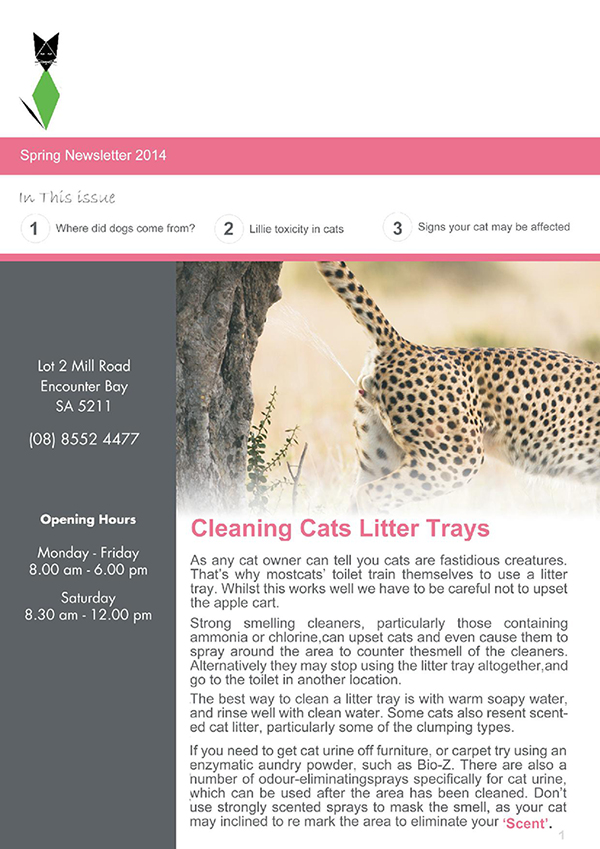 Spring Newsletter 2014
In This issue
1 Where did dogs come from?
2 Lillie toxicity in cats
3 Signs your cat may be affected
Lot 2 Mill Road
Encounter Bay
SA 5211
(08) 8552 4477
Opening Hours
Monday - Friday
8.00 am - 6.00 pm
Saturday
8.30 am - 12.00 pm
Cleaning Cats Litter Trays
As any cat owner can tell you cats are fastidious creatures.
That's why mostcats' toilet train themselves to use a litter
tray. Whilst this works well we have to be careful not to upset
the apple cart.
Strong smelling cleaners, particularly those containing
ammonia or chlorine,can upset cats and even cause them to
spray around the area to counter thesmell of the cleaners.
Alternatively they may stop using the litter tray altogether,and
go to the toilet in another location.
The best way to clean a litter tray is with warm soapy water,
and rinse well with clean water. Some cats also resent scent-
ed cat litter, particularly some of the clumping types.
If you need to get cat urine off furniture, or carpet try using an
enzymatic aundry powder, such as Bio-Z. There are also a
number of odour-eliminatingsprays specifically for cat urine,
which can be used after the area has been cleaned. Don't
use strongly scented sprays to mask the smell, as your cat
may inclined to re mark the area to eliminate your 'Scent'.
1